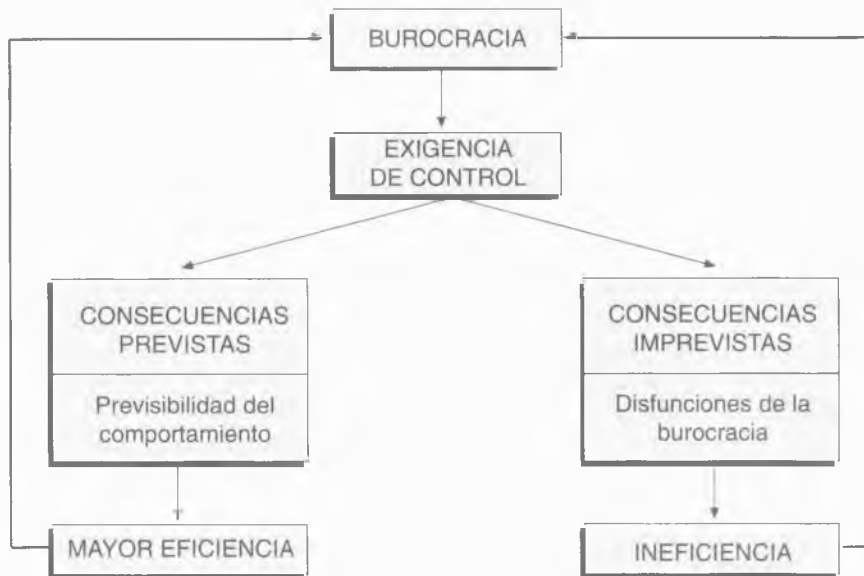 BUROCRACIA
EXIGENCIA
DE CONTROL
CONSECUENCIAS
PREVISTAS
Previsibilidad del
comportamiento
MAYOR EFICIENCIA
CONSECUENCIAS
IMPREVISTAS
Disfunciones de la
burocracia
INEFICIENCIA